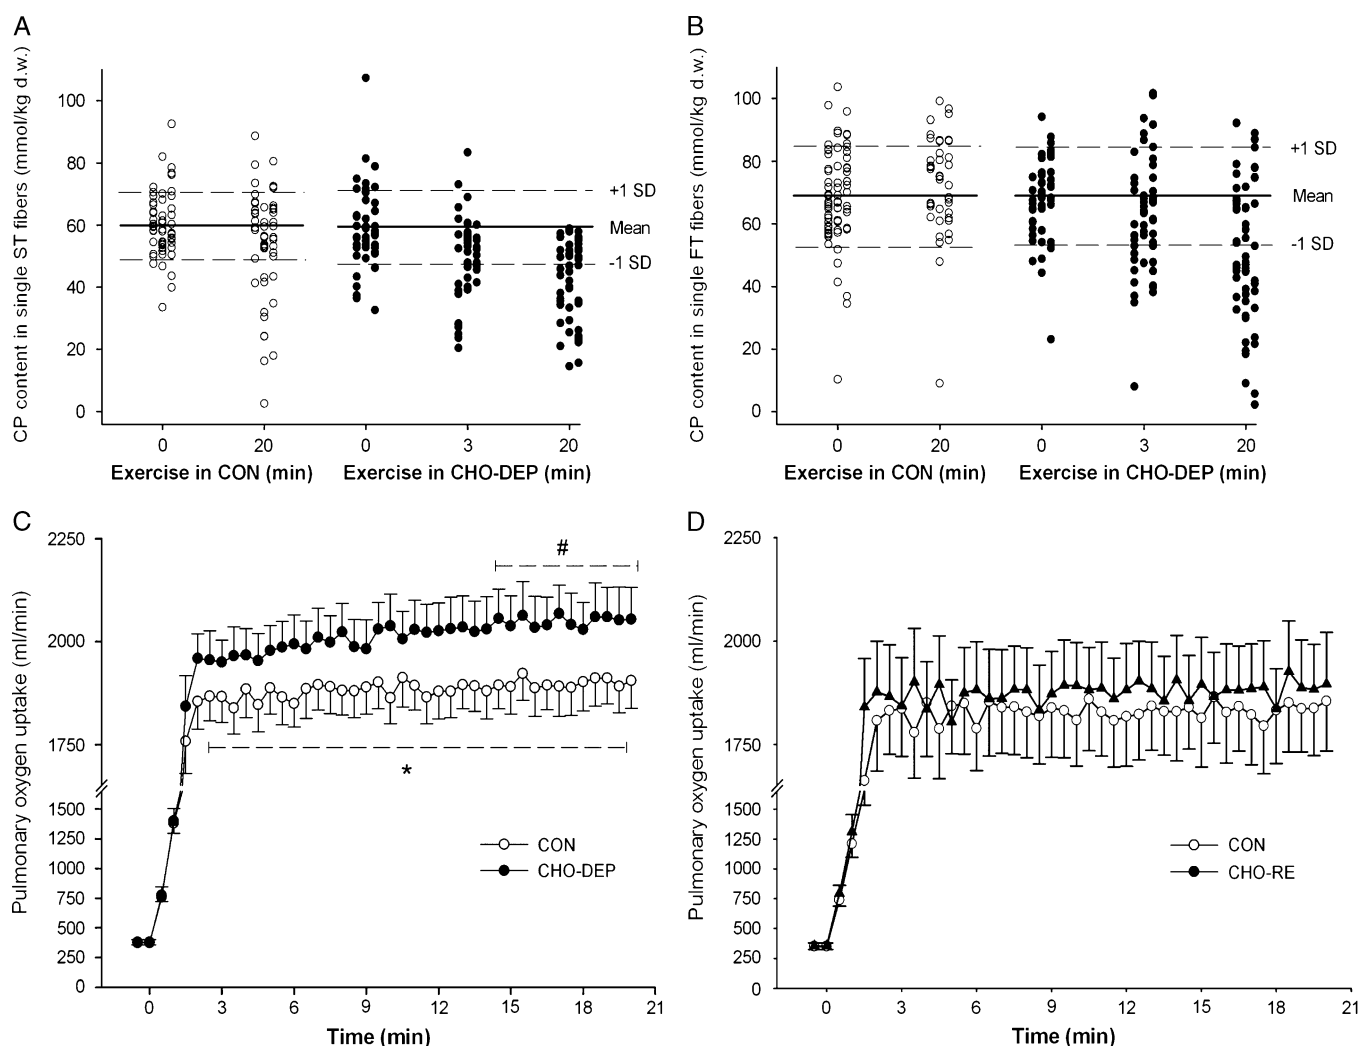 A
CP content in single ST fibers (mmol/kg d.w.)
100
80
60
40
20
0
+1 SD
Mean
-1 SD
0 20 0 3 20
Exercise in CON (min) Exercise in CHO-DEP (min)
B
CP content in single FT fibers (mmol/kg d.w.)
100
80
60
40
20
0
+1 SD
Mean
-1 SD
0 20 0 3 20
Exercise in CON (min) Exercise in CHO-DEP (min)
C
Pulmonary oxygen uptake (ml/min)
2250
2000
1750
1500
1250
1000
750
500
250
0
#
*
CON
CHO-DEP
0 3 6 9 12 15 18 21
Time (min)
D
Pulmonary oxygen uptake (ml/min)
2250
2000
1750
1500
1250
1000
750
500
250
0
CON
CHO-RE
0 3 6 9 12 15 18 21
Time (min)